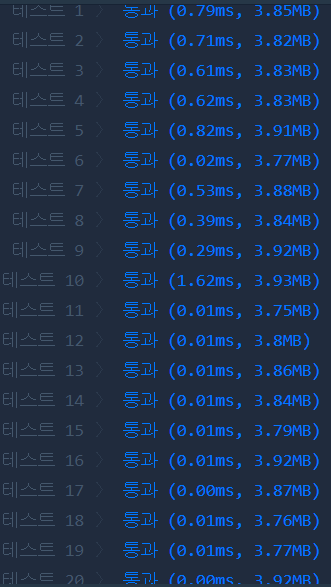 테스트 1 〉 통과 (0.79ms, 3.85MB)
테스트 2 〉 통과 (0.71ms, 3.82MB)
테스트 3 〉 통과 (0.61ms, 3.83MB)
테스트 4 〉 통과 (0.62ms, 3.83MB)
테스트 5 〉 통과 (0.82ms, 3.91MB)
테스트 6 〉 통과 (0.02ms, 3.77MB)
테스트 7 〉 통과 (0.53ms, 3.88MB)
테스트 8 〉 통과 (0.39ms, 3.84MB)
테스트 9 〉 통과 (0.29ms, 3.92MB)
테스트 10 〉 통과 (1.62ms, 3.93MB)
테스트 11 〉 통과 (0.01ms, 3.75MB)
테스트 12 〉 통과 (0.01ms, 3.8MB)
테스트 13 〉 통과 (0.01ms, 3.86MB)
테스트 14 〉 통과 (0.01ms, 3.84MB)
테스트 15 〉 통과 (0.01ms, 3.79MB)
테스트 16 〉 통과 (0.01ms, 3.92MB)
테스트 17 〉 통과 (0.00ms, 3.87MB)
테스트 18 〉 통과 (0.01ms, 3.76MB)
테스트 19 〉 통과 (0.01ms, 3.77MB)
테스트 20 〉 통과 (0.00ms, 3.92MB)